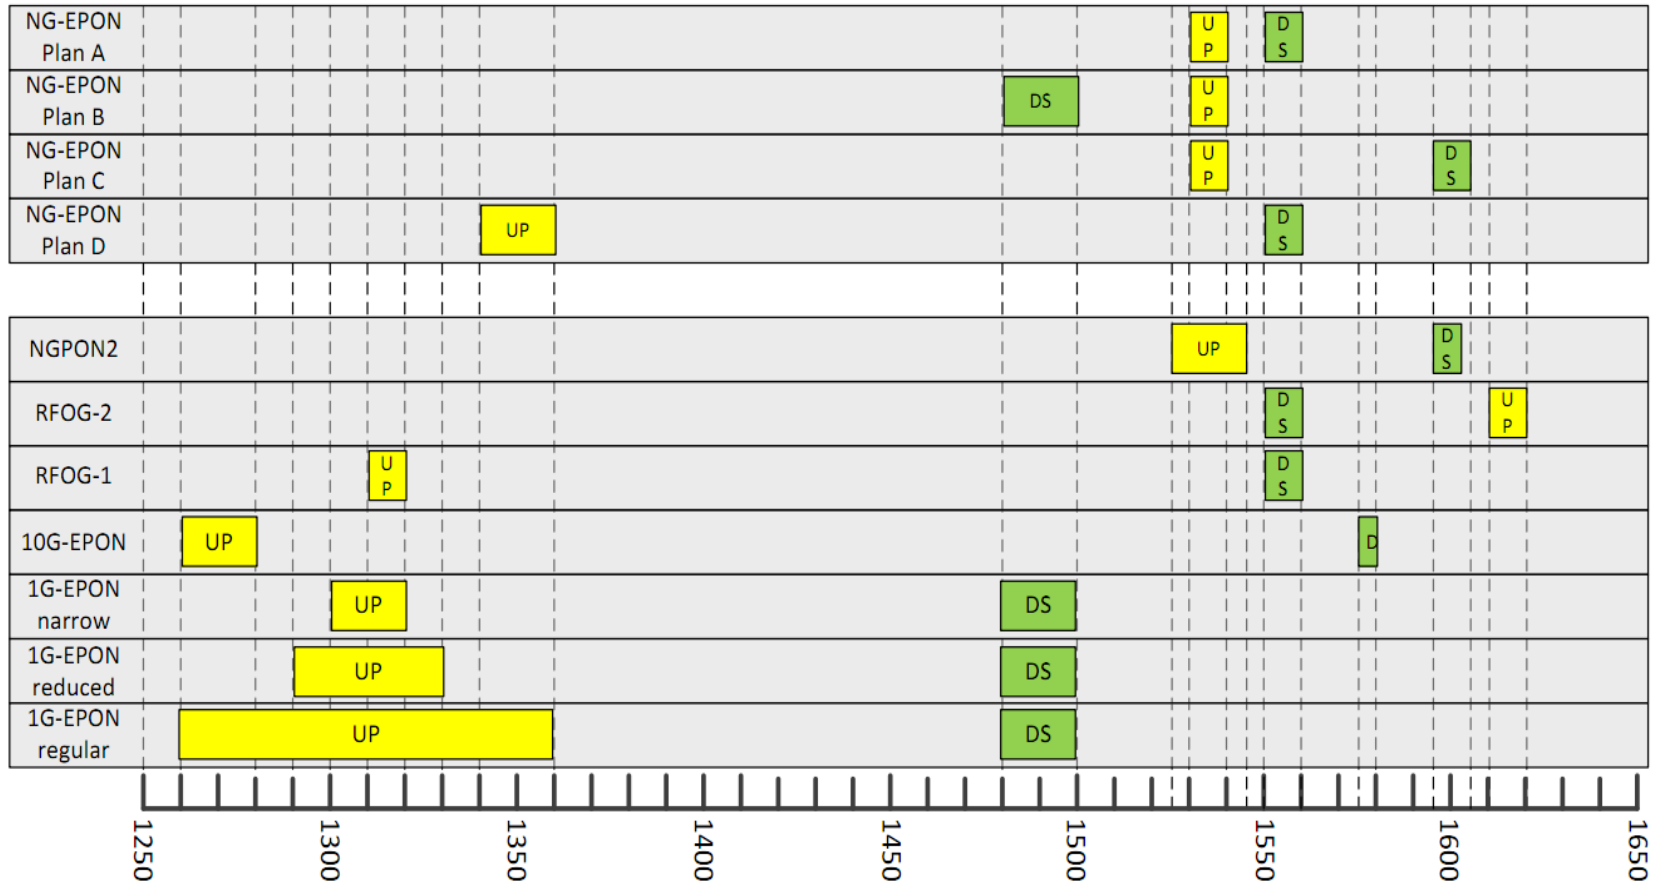 NG-EPON
Plan A
U
P
D
S
NG-EPON
Plan B
DS
U
P
NG-EPON
Plan C
U
P
D
S
NG-EPON
Plan D
UP
D
S
NGPON2
UP
D
S
RFOG-2
D
S
U
P
RFOG-1
U
P
D
S
10G-EPON
UP
D
1G-EPON
narrow
UP
DS
1G-EPON
reduced
UP
DS
1G-EPON
regular
UP
DS
1250
1300
1350
1400
1450
1500
1550
1600
1650